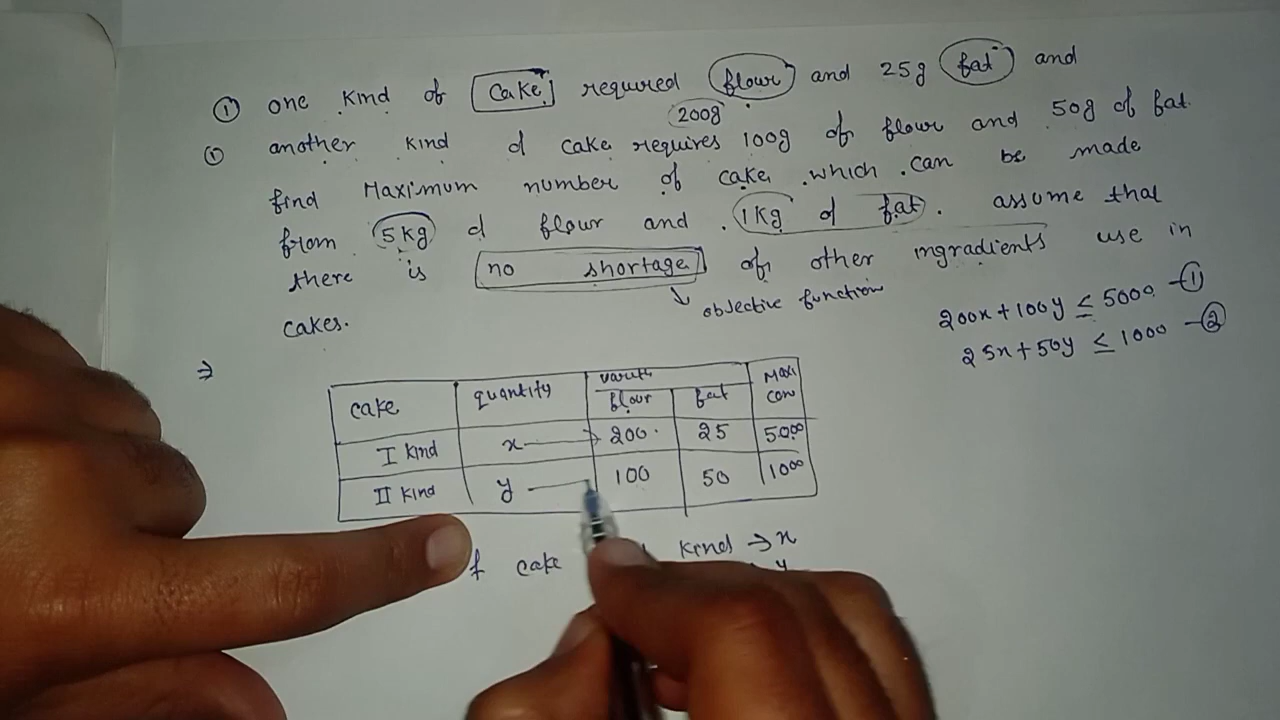 ① one Kind of Cake required flour and 25g fat and
200g
① another Kind of cake requires 100g of flour and 50g of fat
find Maximum number of cake which can be made
from 5kg of flour and 1kg of fat. assume that
there is no shortage of other ingradients use in
cakes.
objective function
200x+100y ≤ 5000 -①
25x+50y ≤ 1000 -②
⇒
cake quantity flour fat Maxi con
I Kind x 200 25 5000
II Kind y 100 50 1000
f cake kind → x
y